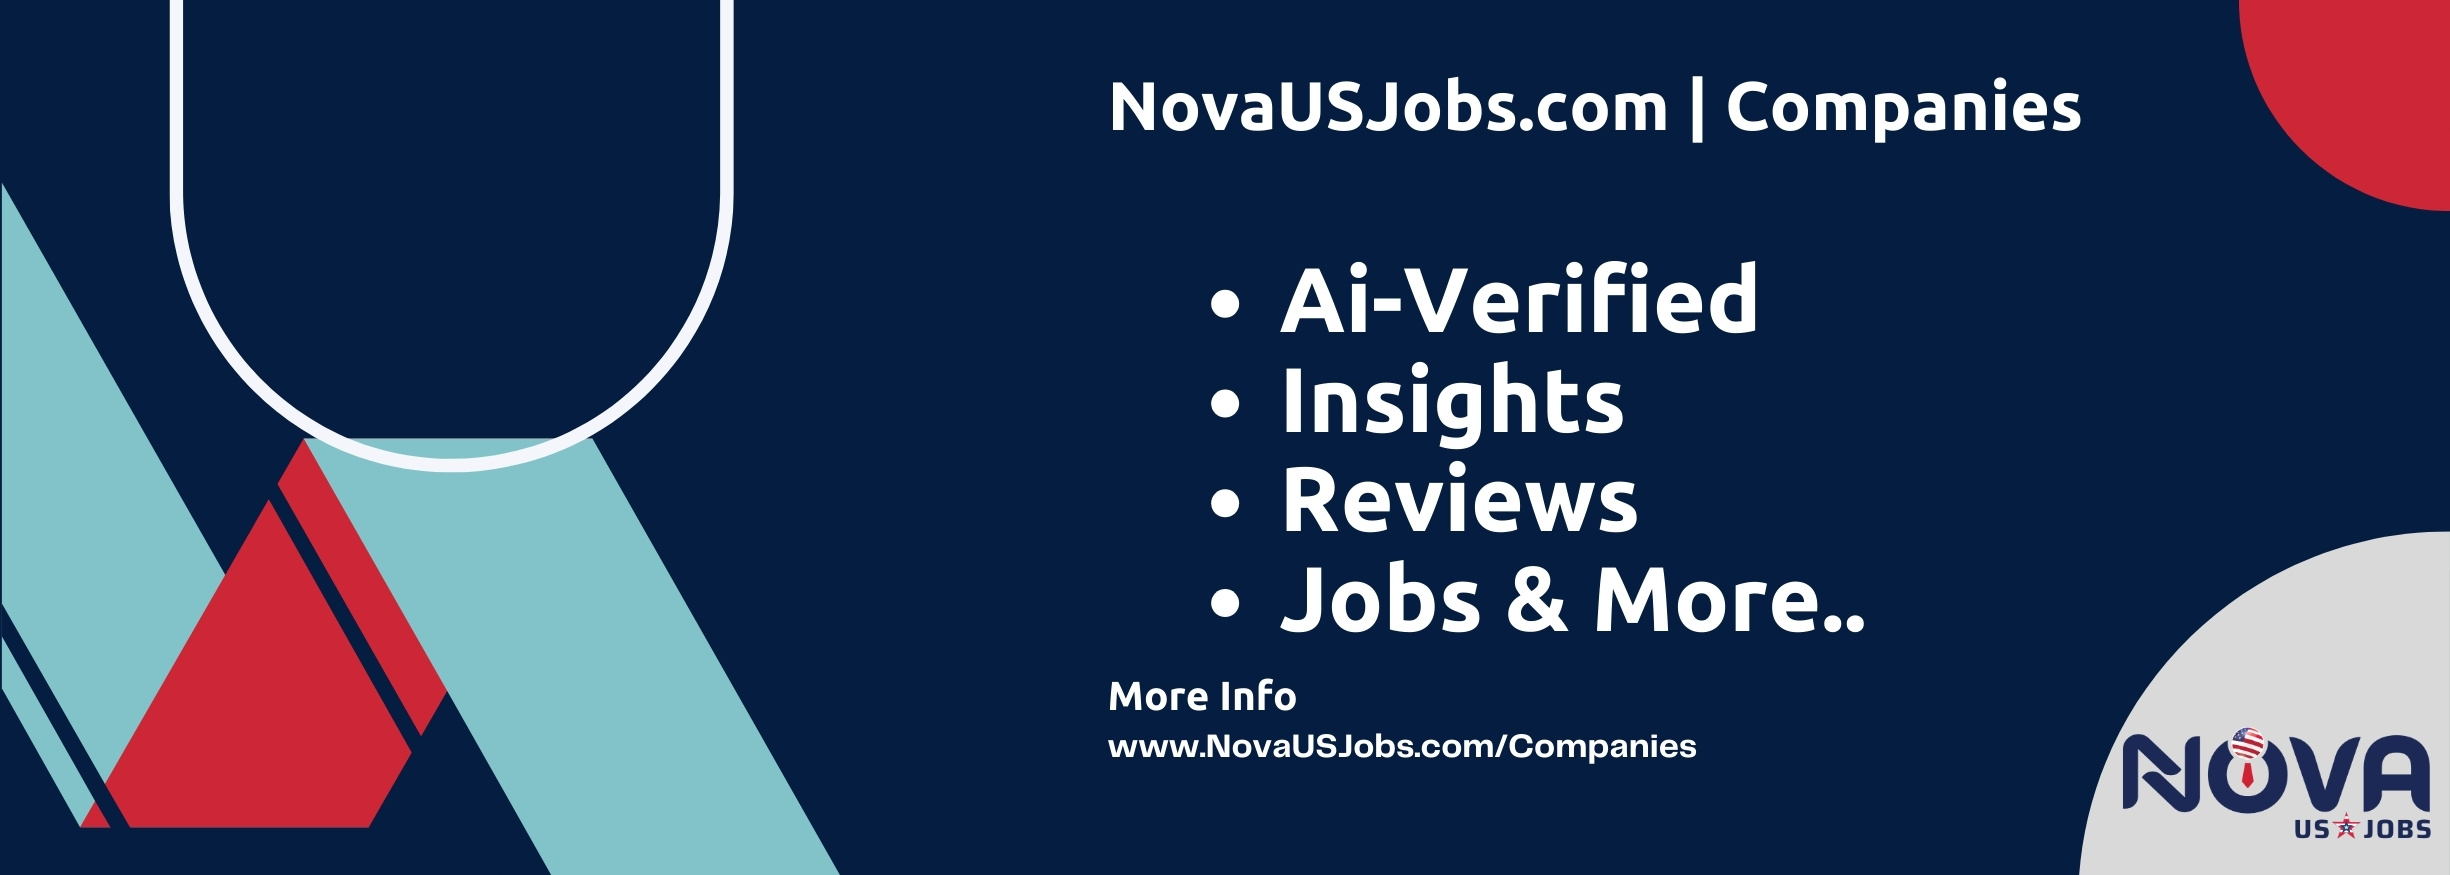 NovaUSJobs.com | Companies
• Ai-Verified
• Insights
• Reviews
• Jobs & More..
More Info
www.NovaUSJobs.com/Companies
NOVA
US JOBS